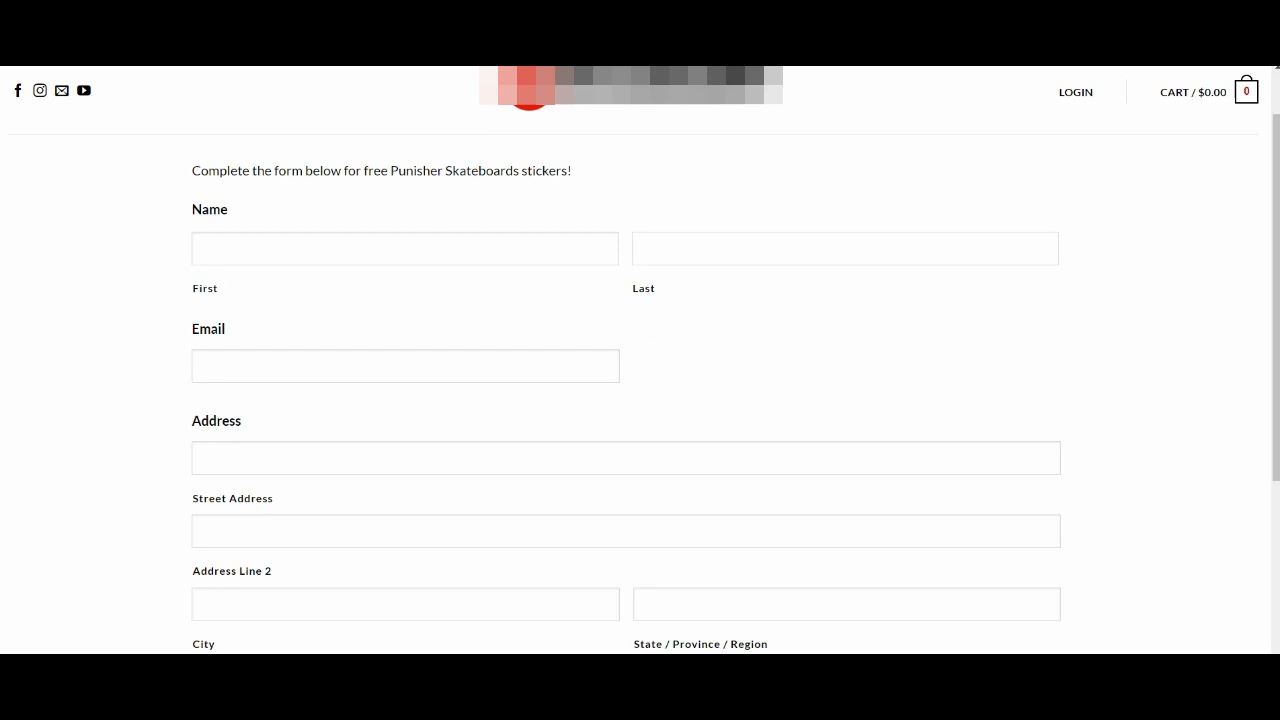 LOGIN
CART / $0.00
0
Complete the form below for free Punisher Skateboards stickers!
Name
First
Last
Email
Address
Street Address
Address Line 2
City
State / Province / Region